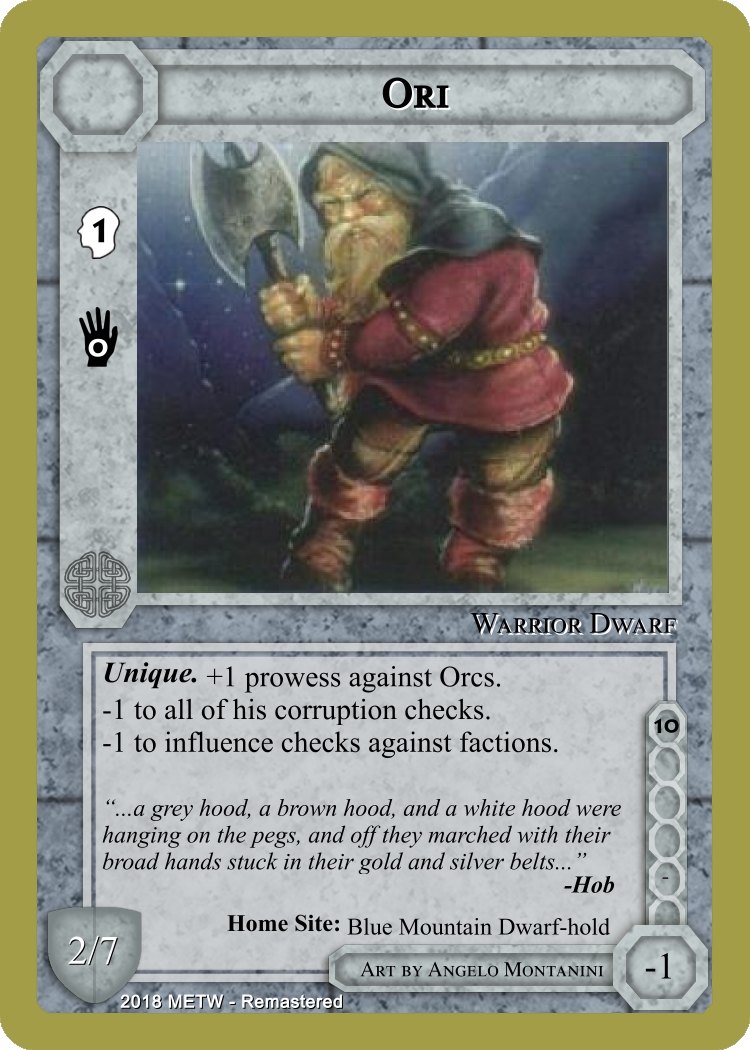 Ori
1
0
Warrior Dwarf
Unique. +1 prowess against Orcs.
-1 to all of his corruption checks.
-1 to influence checks against factions.
10
“...a grey hood, a brown hood, and a white hood were
hanging on the pegs, and off they marched with their
broad hands stuck in their gold and silver belts...”
-Hob
-
Home Site: Blue Mountain Dwarf-hold
2/7
Art by Angelo Montanini
-1
2018 METW - Remastered